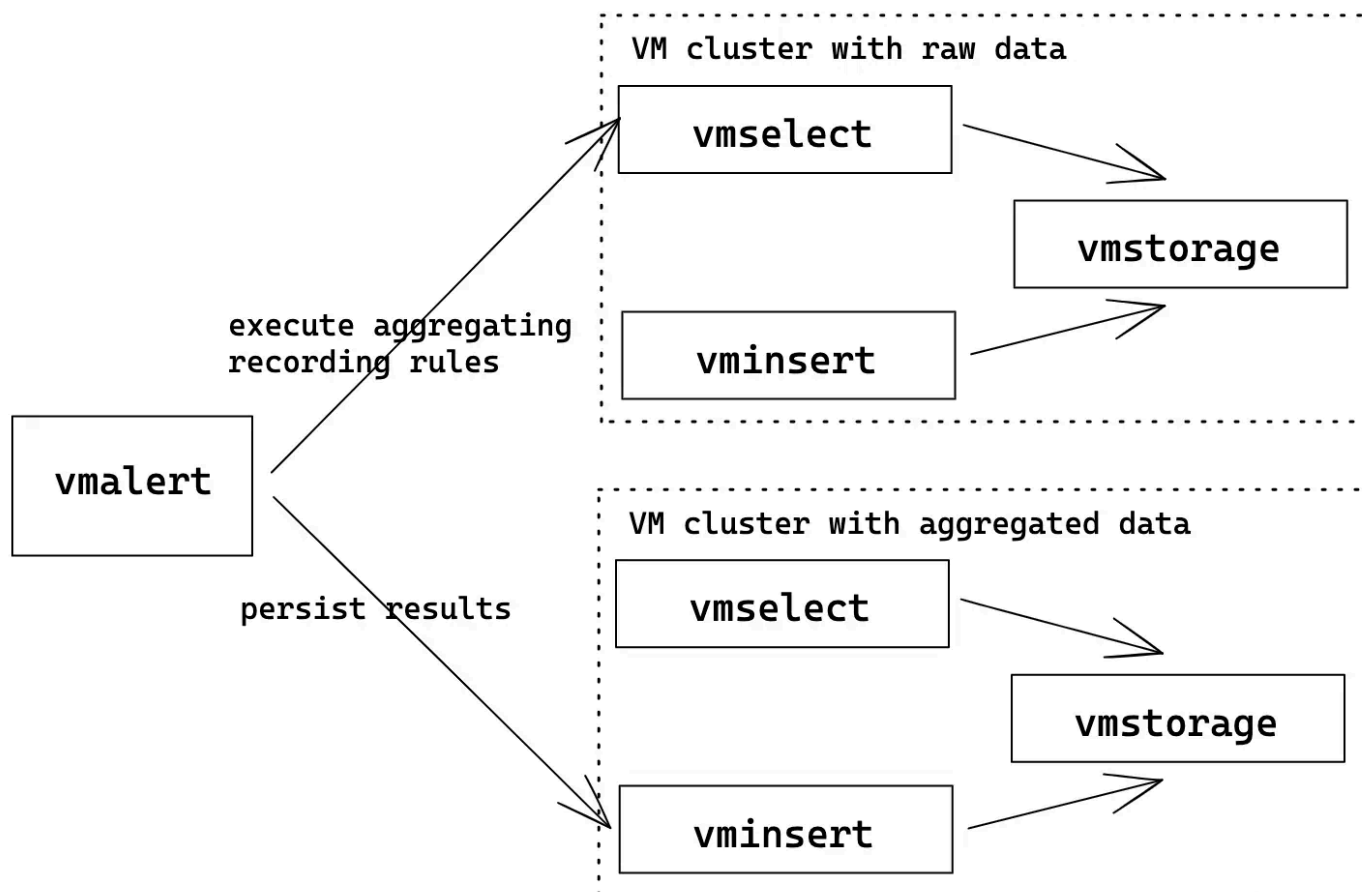 VM cluster with raw data
vmselect
vmstorage
execute aggregating
recording rules
vminsert
vmalert
VM cluster with aggregated data
vmselect
persist results
vmstorage
vminsert